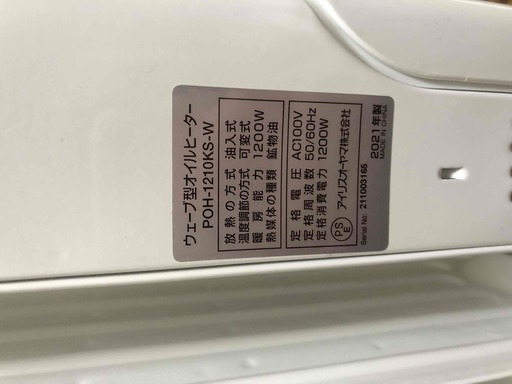 ウェーブ型オイルヒーター
POH-1210KS-W
放熱の方式 油入式
温度調節の方式 可変式
暖房能力 1200W
熱媒体の種類 鉱物油
定格電圧 AC100V
定格周波数 50/60Hz
定格消費電力 1200W
PS
E
アイリスオーヤマ株式会社
2021年製
Serial No: 211003165
MADE IN CHINA